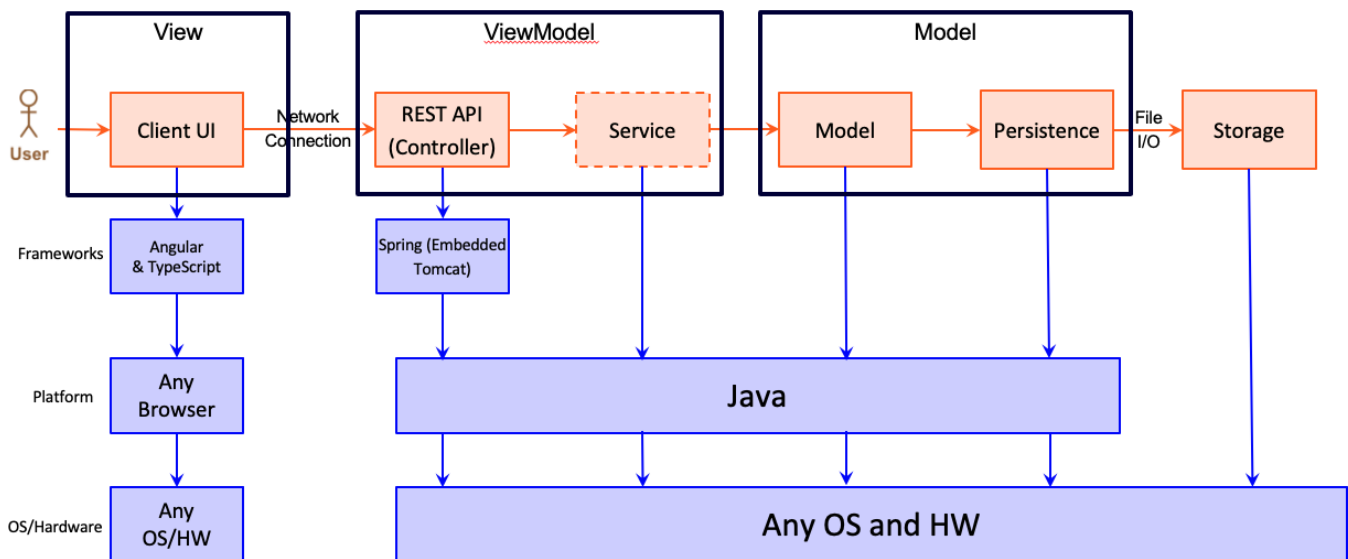 View
ViewModel
Model
User
Client UI
Network
Connection
REST API
(Controller)
Service
Model
Persistence
File
I/O
Storage
Frameworks
Angular
& TypeScript
Spring (Embedded
Tomcat)
Platform
Any
Browser
Java
OS/Hardware
Any
OS/HW
Any OS and HW